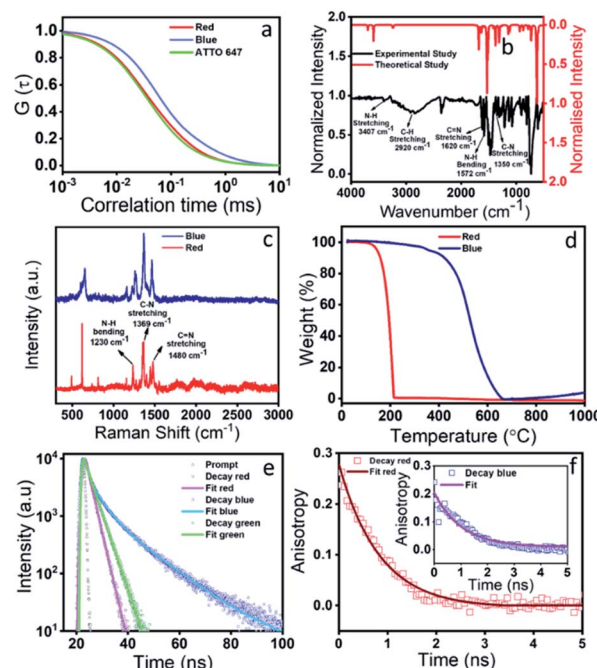 a
Red
Blue
ATTO 647
G (τ)
1.0
0.8
0.6
0.4
0.2
0.0
10⁻³ 10⁻² 10⁻¹ 10⁰ 10¹
Correlation time (ms)
b
Experimental Study
Theoretical Study
Normalized Intensity
2.0
1.5
1.0
0.5
0.0
N-H
Stretching
3407 cm⁻¹
C-H
Stretching
2920 cm⁻¹
C=N
Stretching
1620 cm⁻¹
N-H
Bending
1572 cm⁻¹
C-N
Stretching
1350 cm⁻¹
0.0
0.5
1.0
1.5
2.0
Normalised Intensity
4000 3000 2000 1000
Wavenumber (cm⁻¹)
c
Blue
Red
Intensity (a.u.)
C-N
stretching
1369 cm⁻¹
N-H
bending
1230 cm⁻¹
C=N
stretching
1480 cm⁻¹
500 1000 1500 2000 2500 3000
Raman Shift (cm⁻¹)
d
Red
Blue
Weight (%)
100
80
60
40
20
0
0 200 400 600 800 1000
Temperature (°C)
e
Prompt
Decay red
Fit red
Decay blue
Fit blue
Decay green
Fit green
Intensity (a.u)
10⁴
10³
10²
10¹
20 40 60 80 100
Time (ns)
f
Decay red
Fit red
Anisotropy
0.3
0.2
0.1
0.0
0 1 2 3 4 5
Time (ns)
Decay blue
Fit
Anisotropy
0.3
0.2
0.1
0.0
0 1 2 3 4 5
Time (ns)